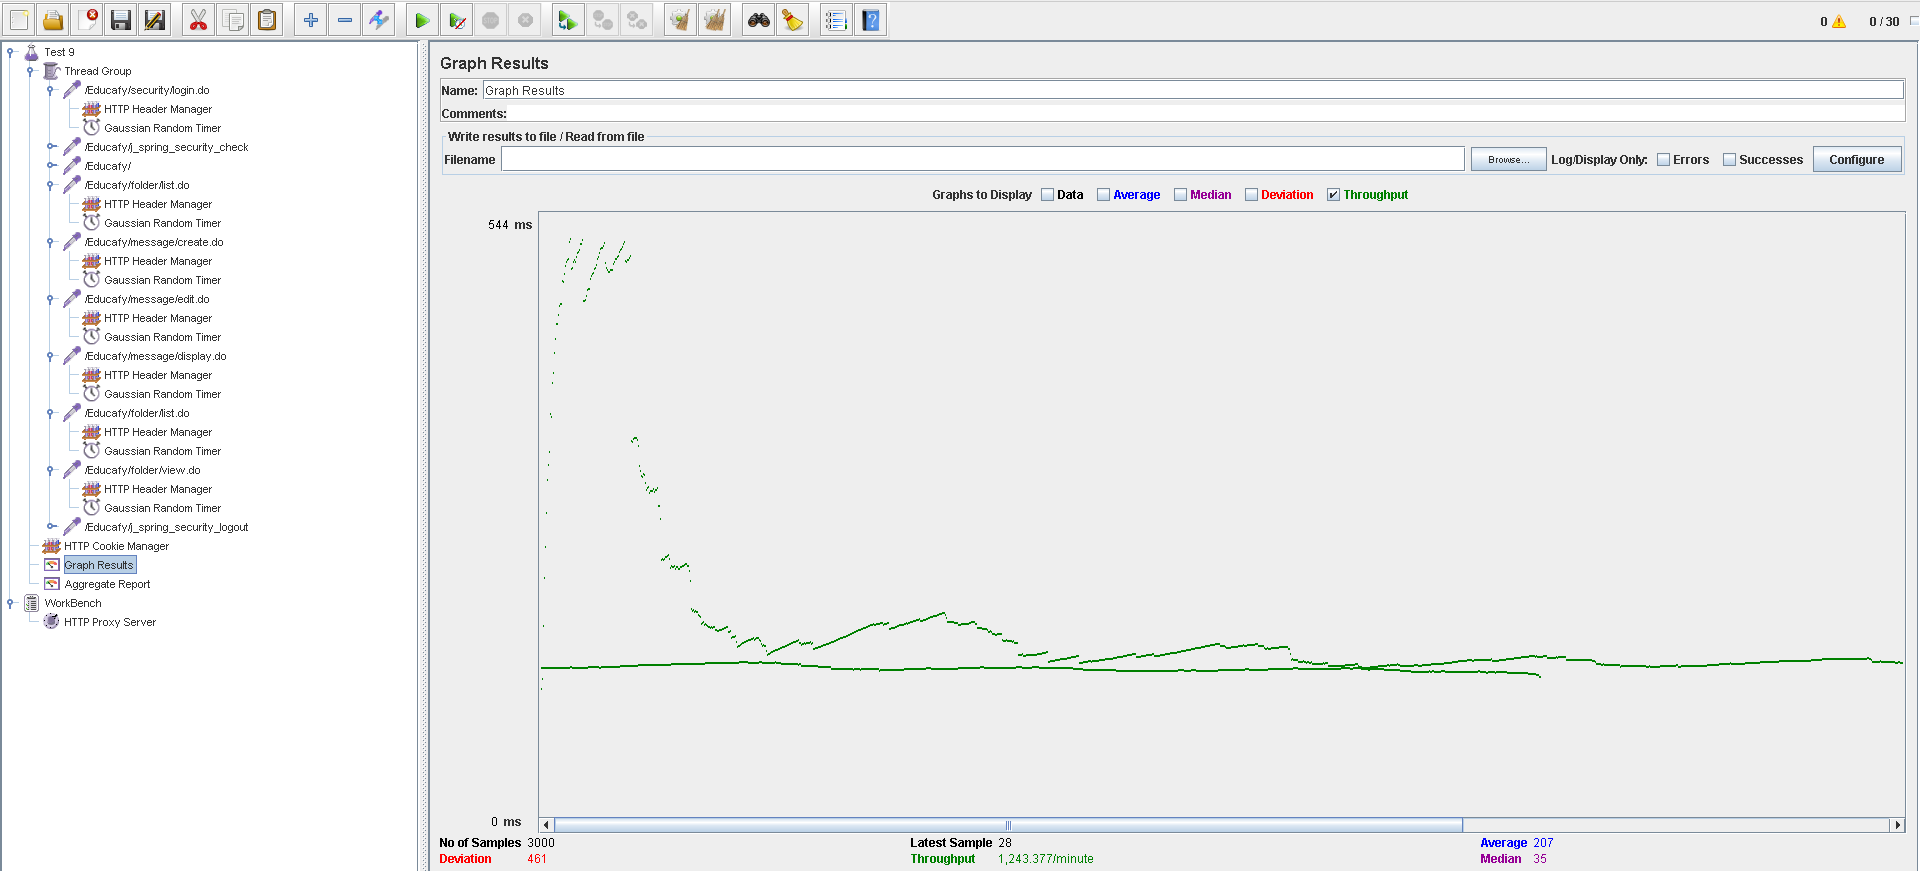 0
0 / 30
Test 9
Thread Group
/Educafy/security/login.do
HTTP Header Manager
Gaussian Random Timer
/Educafy/j_spring_security_check
/Educafy/
/Educafy/folder/list.do
HTTP Header Manager
Gaussian Random Timer
/Educafy/message/create.do
HTTP Header Manager
Gaussian Random Timer
/Educafy/message/edit.do
HTTP Header Manager
Gaussian Random Timer
/Educafy/message/display.do
HTTP Header Manager
Gaussian Random Timer
/Educafy/folder/list.do
HTTP Header Manager
Gaussian Random Timer
/Educafy/folder/view.do
HTTP Header Manager
Gaussian Random Timer
/Educafy/j_spring_security_logout
HTTP Cookie Manager
Graph Results
Aggregate Report
WorkBench
HTTP Proxy Server
Graph Results
Name: Graph Results
Comments:
Write results to file / Read from file
Filename Browse... Log/Display Only: Errors Successes Configure
Graphs to Display Data Average Median Deviation Throughput
544 ms
0 ms
No of Samples 3000 Latest Sample 28 Average 207
Deviation 461 Throughput 1,243.377/minute Median 35